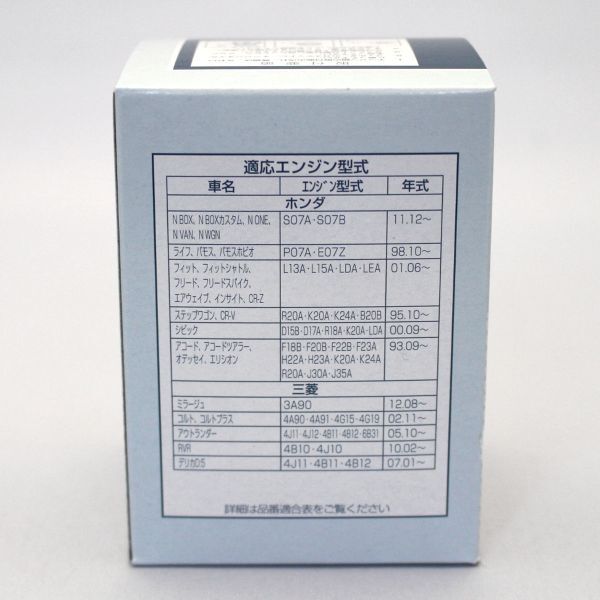 適応エンジン型式
車名 エンジン型式 年式
ホンダ
N BOX、N BOXカスタム、N ONE、 S07A・S07B 11.12～
N VAN、N WGN
ライフ、バモス、バモスホビオ P07A・E07Z 98.10～
フィット、フィットシャトル、 L13A・L15A・LDA・LEA 01.06～
フリード、フリードスパイク、
エアウェイブ、インサイト、CR-Z
ステップワゴン、CR-V R20A・K20A・K24A・B20B 95.10～
シビック D15B・D17A・R18A・K20A・LDA 00.09～
アコード、アコードツアラー、 F18B・F20B・F22B・F23A 93.09～
オデッセイ、エリシオン H22A・H23A・K20A・K24A
R20A・J30A・J35A
三菱
ミラージュ 3A90 12.08～
コルト、コルトプラス 4A90・4A91・4G15・4G19 02.11～
アウトランダー 4J11・4J12・4B11・4B12・6B31 05.10～
RVR 4B10・4J10 10.02～
デリカD5 4J11・4B11・4B12 07.01～
詳細は品番適合表をご覧ください